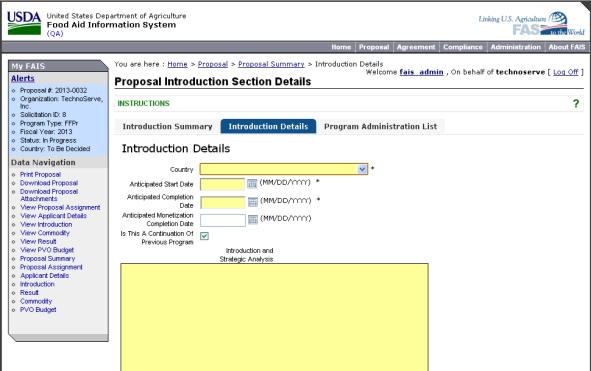 USDA United States Department of Agriculture
Food Aid Information System
(QA)
Linking U.S. Agriculture
FAS to the World
Home Proposal Agreement Compliance Administration About FAIS
My FAIS
Alerts
Proposal #: 2013-0032
Organization: TechnoServe,
Inc.
Solicitation ID: 8
Program Type: FFPr
Fiscal Year: 2013
Status: In Progress
Country: To Be Decided
Data Navigation
Print Proposal
Download Proposal
Download Proposal
Attachments
View Proposal Assignment
View Applicant Details
View Introduction
View Commodity
View Result
View PVO Budget
Proposal Summary
Proposal Assignment
Applicant Details
Introduction
Result
Commodity
PVO Budget
You are here : Home > Proposal > Proposal Summary > Introduction Details
Welcome fais_admin , On behalf of technoserve [ Log Off ]
Proposal Introduction Section Details
INSTRUCTIONS ?
Introduction Summary Introduction Details Program Administration List
Introduction Details
Country *
Anticipated Start Date (MM/DD/YYYY) *
Anticipated Completion
Date (MM/DD/YYYY) *
Anticipated Monetization
Completion Date (MM/DD/YYYY)
Is This A Continuation Of
Previous Program
Introduction and
Strategic Analysis